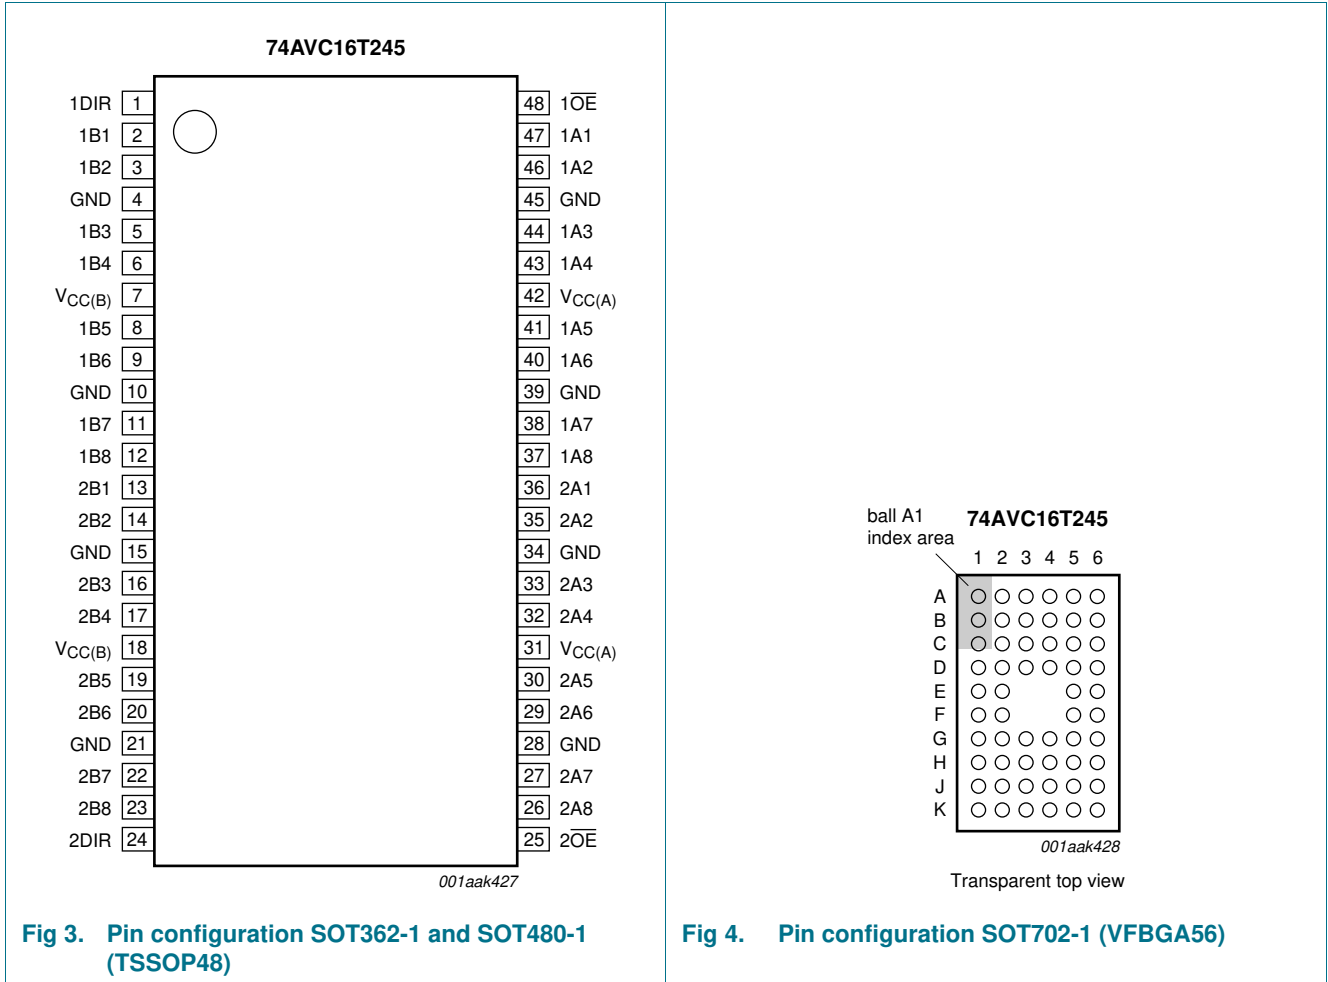 74AVC16T245
1DIR 1 48 1OE
1B1 2 47 1A1
1B2 3 46 1A2
GND 4 45 GND
1B3 5 44 1A3
1B4 6 43 1A4
VCC(B) 7 42 VCC(A)
1B5 8 41 1A5
1B6 9 40 1A6
GND 10 39 GND
1B7 11 38 1A7
1B8 12 37 1A8
2B1 13 36 2A1
2B2 14 35 2A2
GND 15 34 GND
2B3 16 33 2A3
2B4 17 32 2A4
VCC(B) 18 31 VCC(A)
2B5 19 30 2A5
2B6 20 29 2A6
GND 21 28 GND
2B7 22 27 2A7
2B8 23 26 2A8
2DIR 24 25 2OE
001aak427
Fig 3. Pin configuration SOT362-1 and SOT480-1
(TSSOP48)
ball A1
index area
74AVC16T245
1 2 3 4 5 6
A
B
C
D
E
F
G
H
J
K
001aak428
Transparent top view
Fig 4. Pin configuration SOT702-1 (VFBGA56)